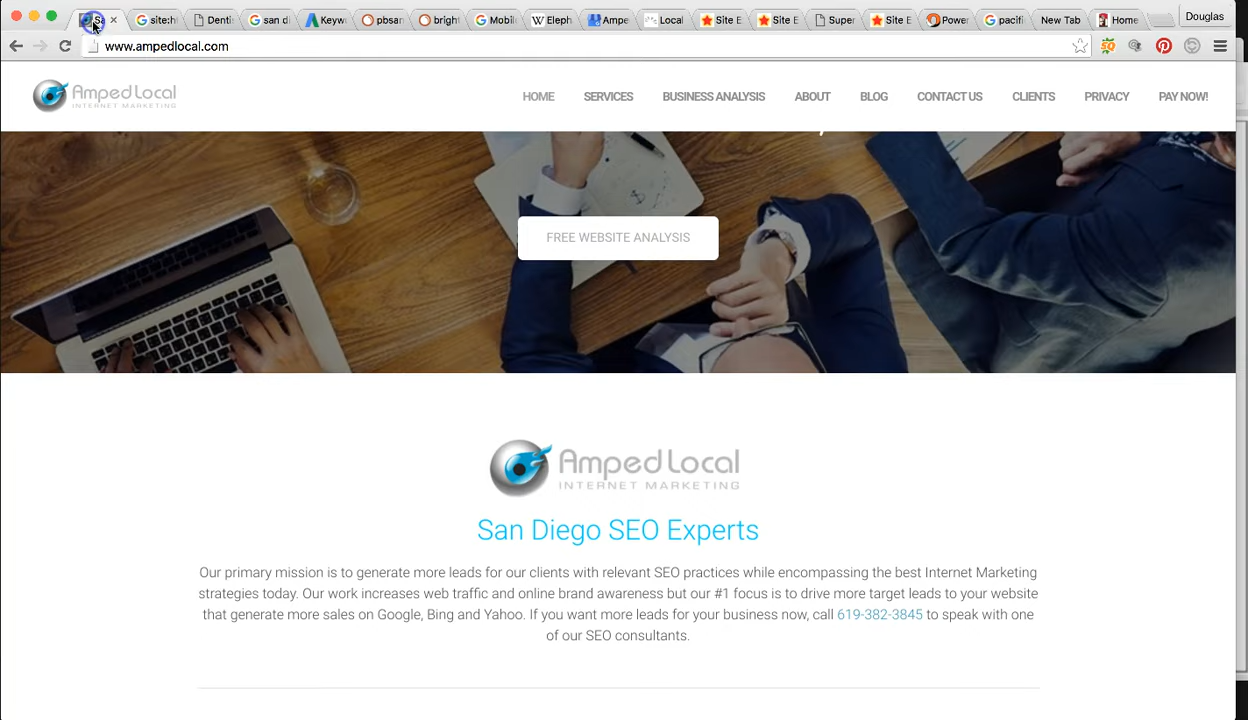 Sa
site:h
Denti
san di
Keyw
pbsan
bright
Mobil
Eleph
Ampe
Local
Site E
Site E
Super
Site E
Power
pacifi
New Tab
Home
Douglas
www.ampedlocal.com
AmpedLocal
INTERNET MARKETING
HOME
SERVICES
BUSINESS ANALYSIS
ABOUT
BLOG
CONTACT US
CLIENTS
PRIVACY
PAY NOW!
FREE WEBSITE ANALYSIS
AmpedLocal
INTERNET MARKETING
San Diego SEO Experts
Our primary mission is to generate more leads for our clients with relevant SEO practices while encompassing the best Internet Marketing
strategies today. Our work increases web traffic and online brand awareness but our #1 focus is to drive more target leads to your website
that generate more sales on Google, Bing and Yahoo. If you want more leads for your business now, call 619-382-3845 to speak with one
of our SEO consultants.